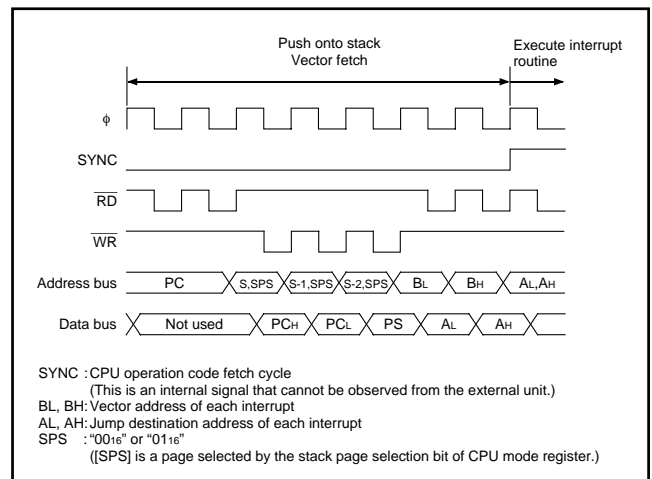 Push onto stack
Vector fetch
Execute interrupt
routine
ϕ
SYNC
RD
WR
Address bus
PC
S,SPS
S-1,SPS
S-2,SPS
BL
BH
AL,AH
Data bus
Not used
PCH
PCL
PS
AL
AH
SYNC : CPU operation code fetch cycle
(This is an internal signal that cannot be observed from the external unit.)
BL, BH: Vector address of each interrupt
AL, AH: Jump destination address of each interrupt
SPS : “0016” or “0116”
([SPS] is a page selected by the stack page selection bit of CPU mode register.)